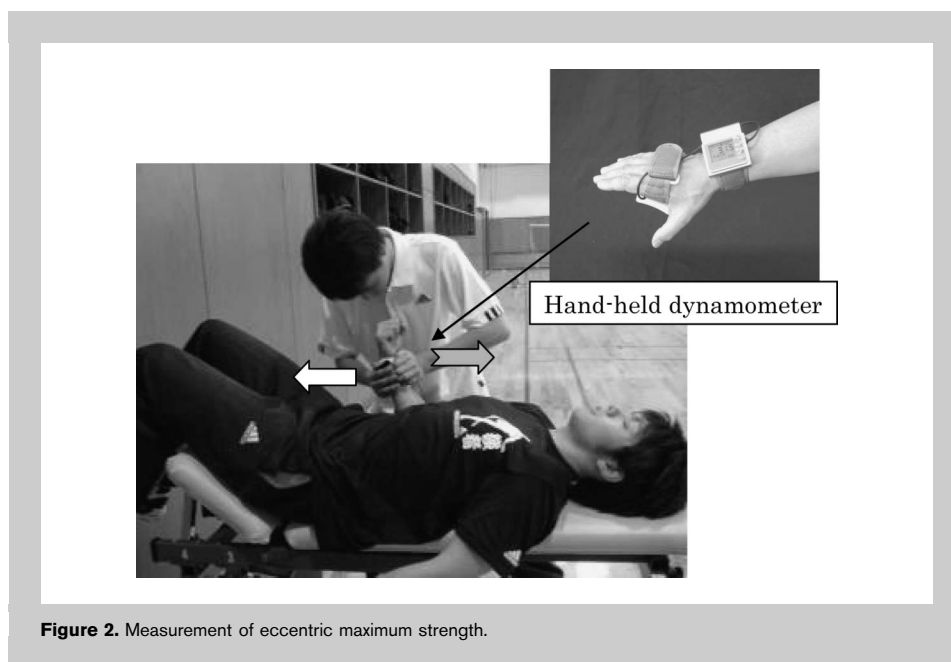 Hand-held dynamometer
Figure 2. Measurement of eccentric maximum strength.